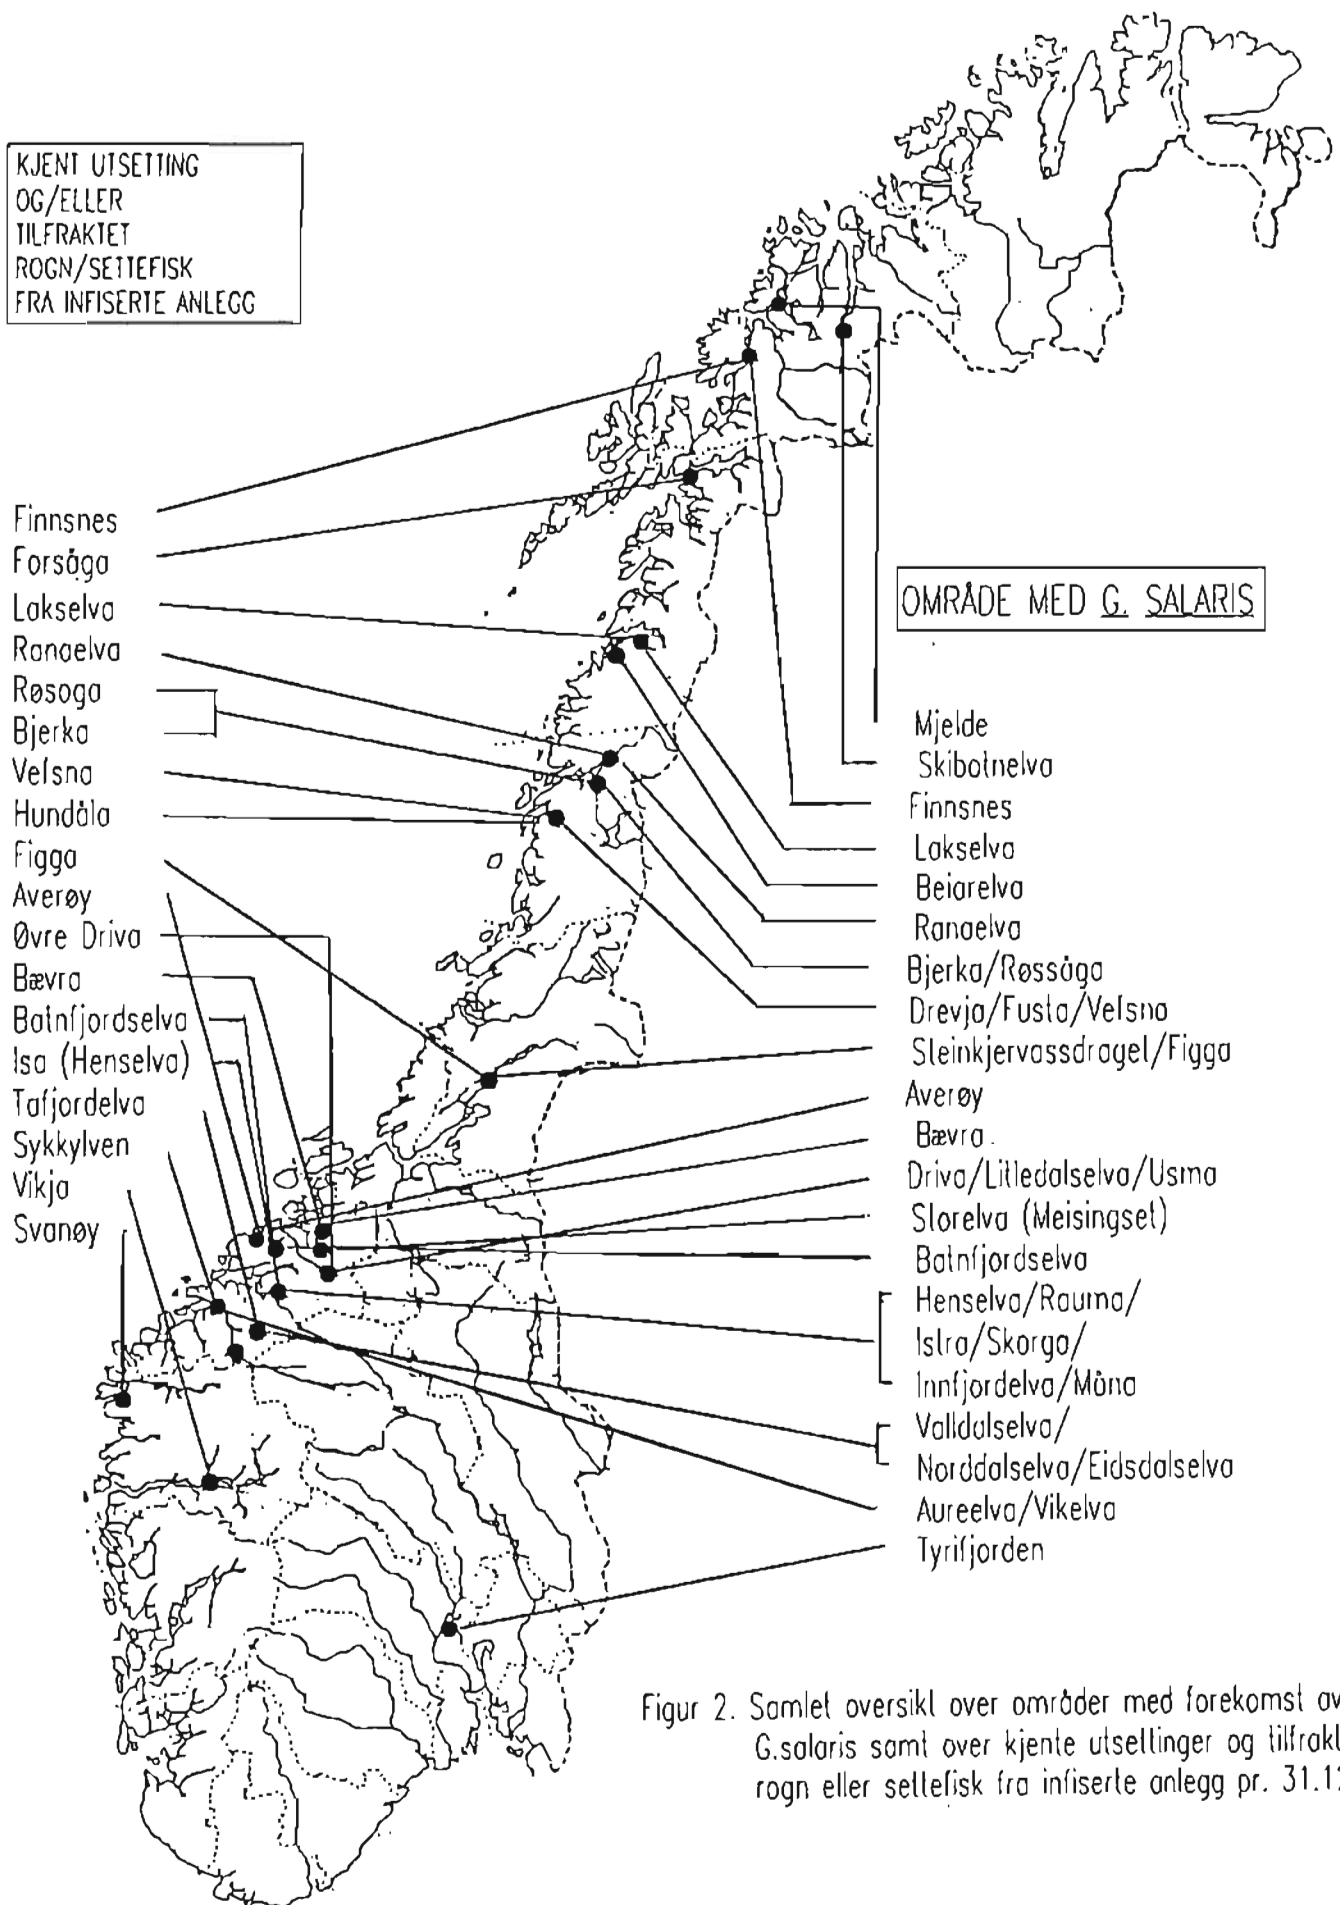 KJENT UTSETTING
OG/ELLER
TILFRAKTET
ROGN/SETTEFISK
FRA INFISERTE ANLEGG
Finnsnes
Forsåga
Lakselva
Ranaelva
Røsoga
Bjerka
Vefsna
Hundåla
Figga
Averøy
Øvre Driva
Bævra
Batnfjordselva
Isa (Henselva)
Tafjordelva
Sykkylven
Vikja
Svanøy
OMRÅDE MED G. SALARIS
Mjelde
Skibotnelva
Finnsnes
Lakselva
Beiarelva
Ranaelva
Bjerka/Røssåga
Drevja/Fusta/Vefsna
Steinkjervassdraget/Figga
Averøy
Bævra
Driva/Litledalselva/Usma
Storelva (Meisingset)
Batnfjordselva
Henselva/Rauma/
Istra/Skorga/
Innfjordelva/Måna
Valldalselva/
Norddalselva/Eidsdalselva
Aureelva/Vikelva
Tyrifjorden
Figur 2. Samlet oversikt over områder med forekomst av
G.salaris samt over kjente utsettinger og tilfrakt
rogn eller settefisk fra infiserte anlegg pr.